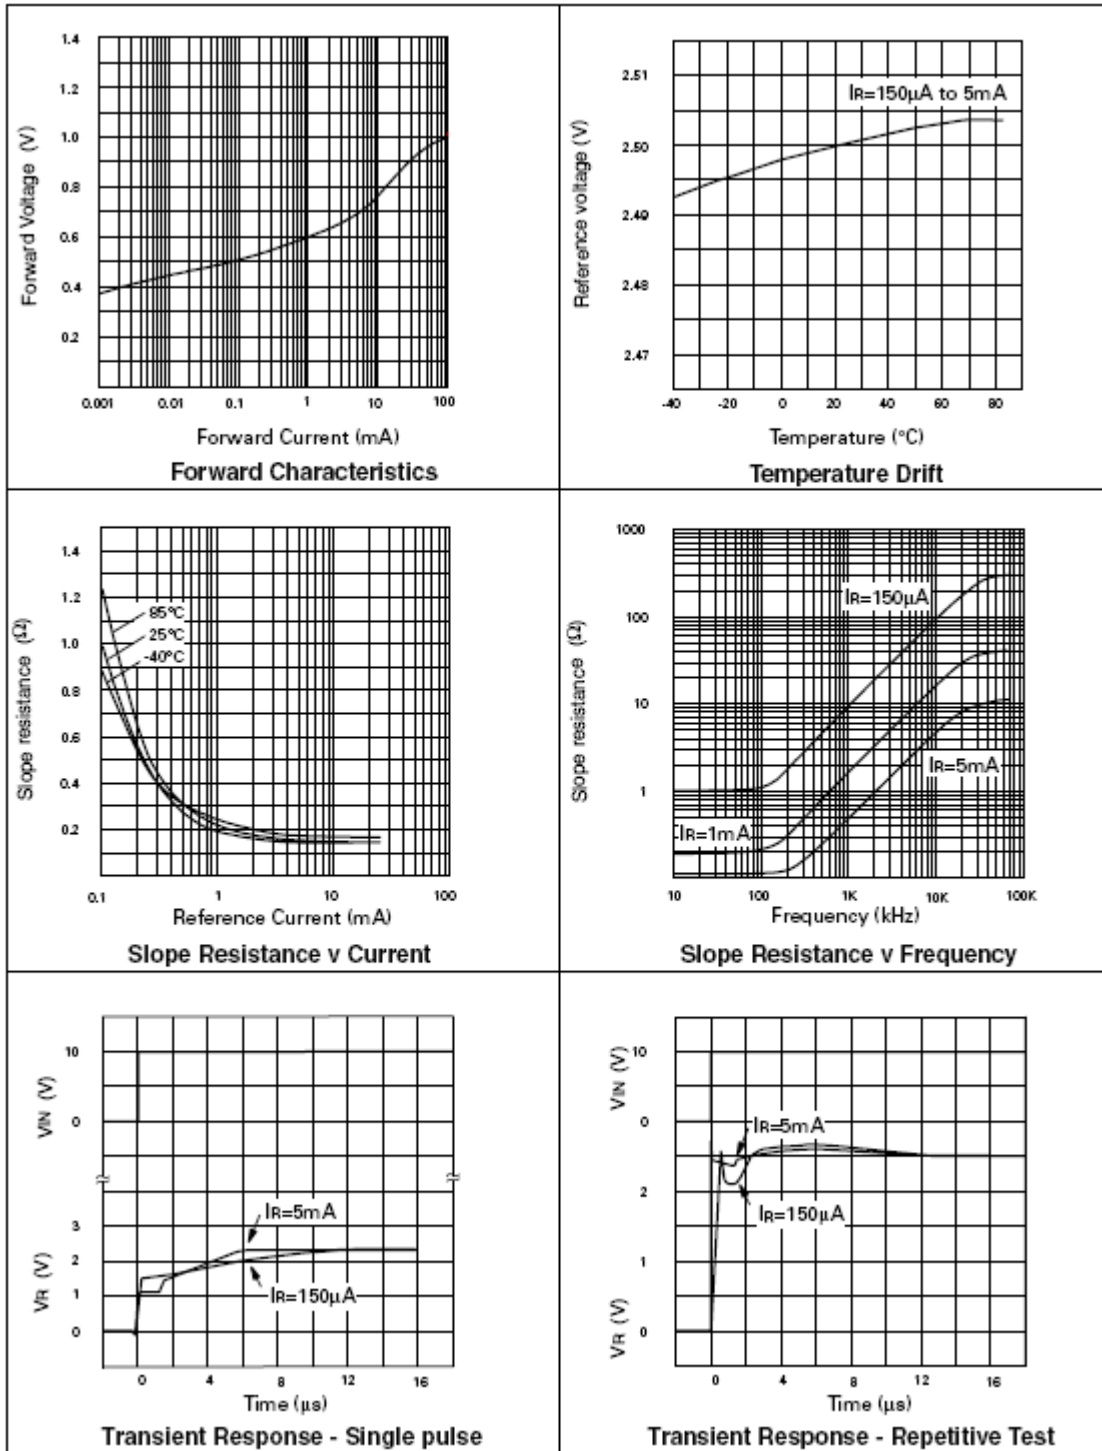 1.4
1.2
1.0
0.8
0.6
0.4
0.2
0.001 0.01 0.1 1 10 100
Forward Voltage (V)
Forward Current (mA)
Forward Characteristics
2.51
2.50
2.49
2.48
2.47
-40 -20 0 20 40 60 80
IR=150µA to 5mA
Reference voltage (V)
Temperature (°C)
Temperature Drift
1.4
1.2
1.0
0.8
0.6
0.4
0.2
0.1 1 10 100
85°C
25°C
-40°C
Slope resistance (Ω)
Reference Current (mA)
Slope Resistance v Current
1000
100
10
1
10 100 1K 10K 100K
IR=150µA
IR=5mA
IR=1mA
Slope resistance (Ω)
Frequency (kHz)
Slope Resistance v Frequency
10
0
VIN (V)
3
2
1
0
VR (V)
IR=5mA
IR=150µA
0 4 8 12 16
Time (µs)
Transient Response - Single pulse
10
0
VIN (V)
2
1
0
VR (V)
IR=5mA
IR=150µA
0 4 8 12 16
Time (µs)
Transient Response - Repetitive Test